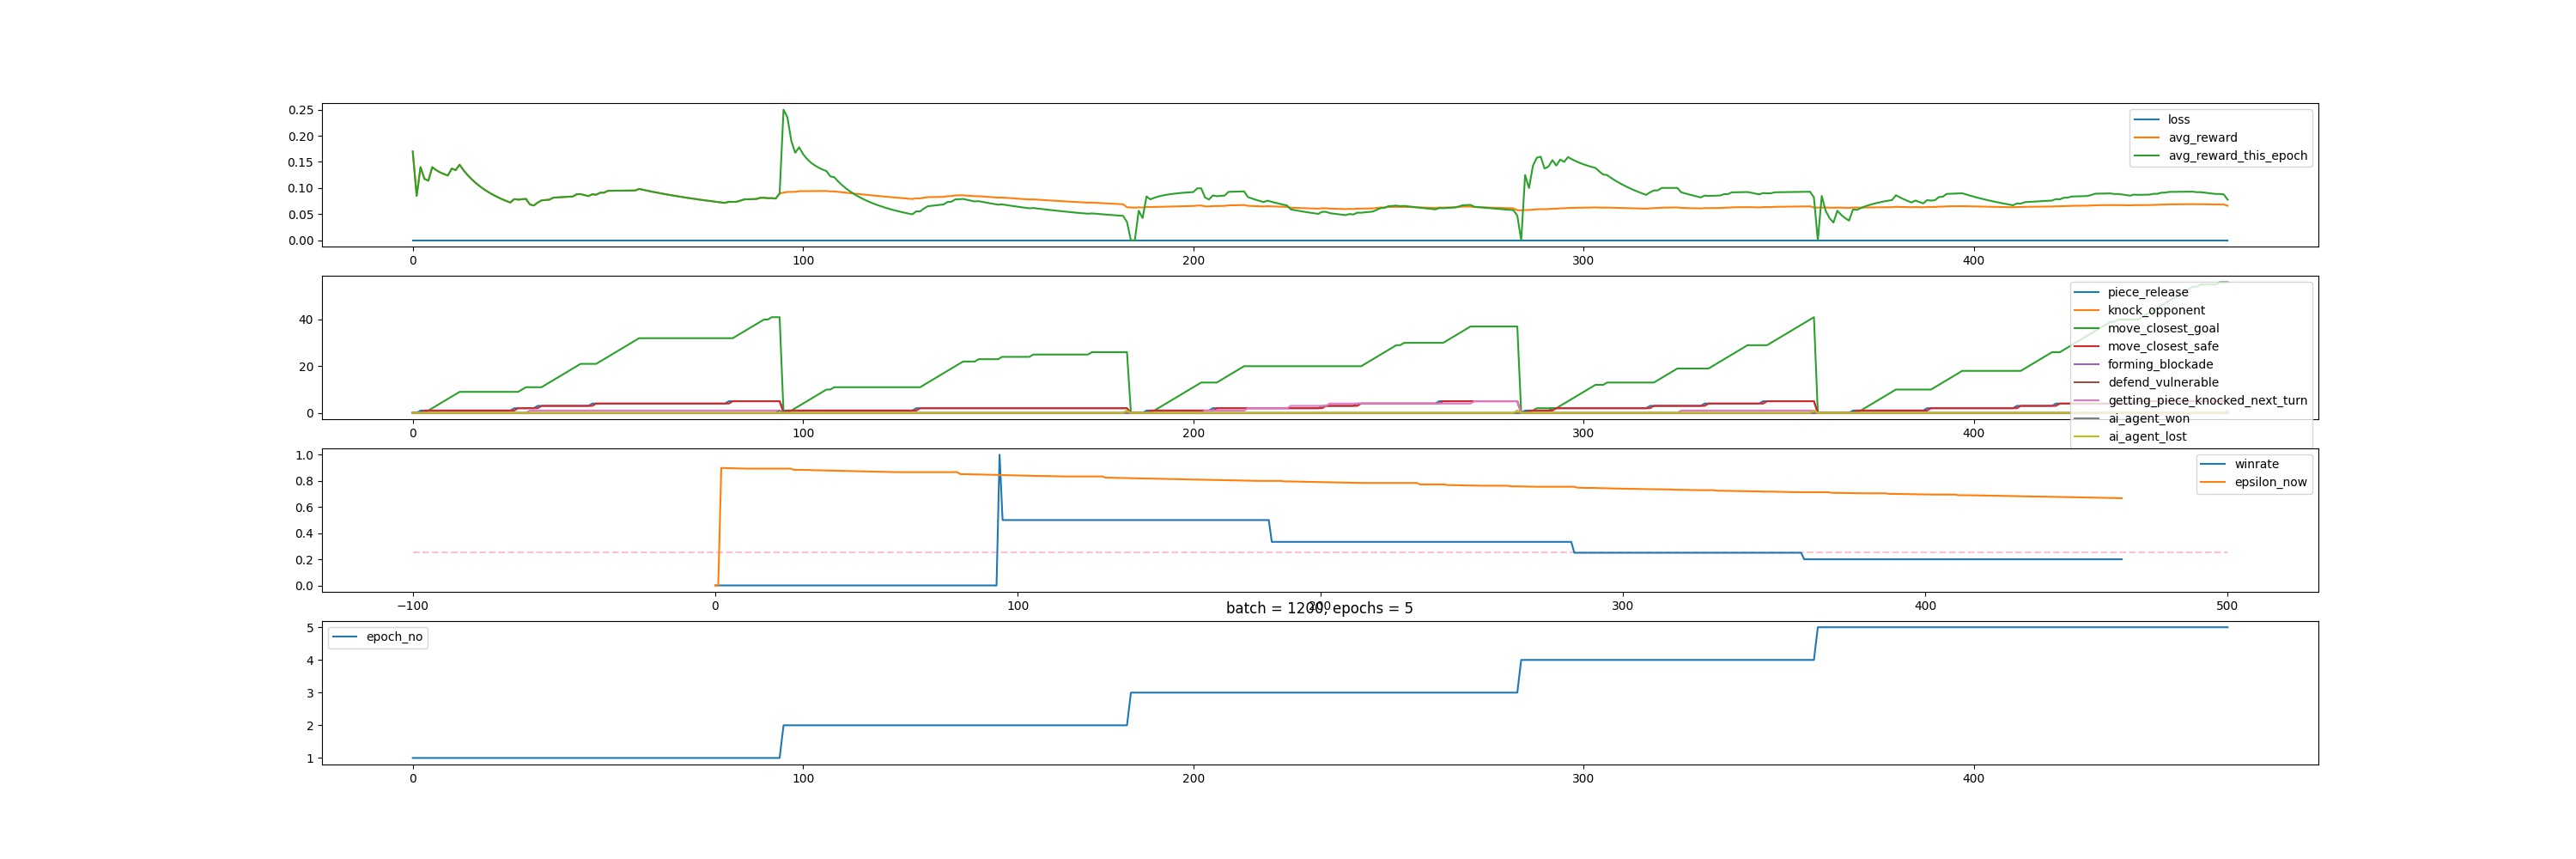 0.25
0.20
0.15
0.10
0.05
0.00
loss
avg_reward
avg_reward_this_epoch
0 100 200 300 400
40
20
0
piece_release
knock_opponent
move_closest_goal
move_closest_safe
forming_blockade
defend_vulnerable
getting_piece_knocked_next_turn
ai_agent_won
ai_agent_lost
0 100 200 300 400
1.0
0.8
0.6
0.4
0.2
0.0
winrate
epsilon_now
−100 0 100 200 300 400 500
batch = 1200, epochs = 5
5
4
3
2
1
epoch_no
0 100 200 300 400